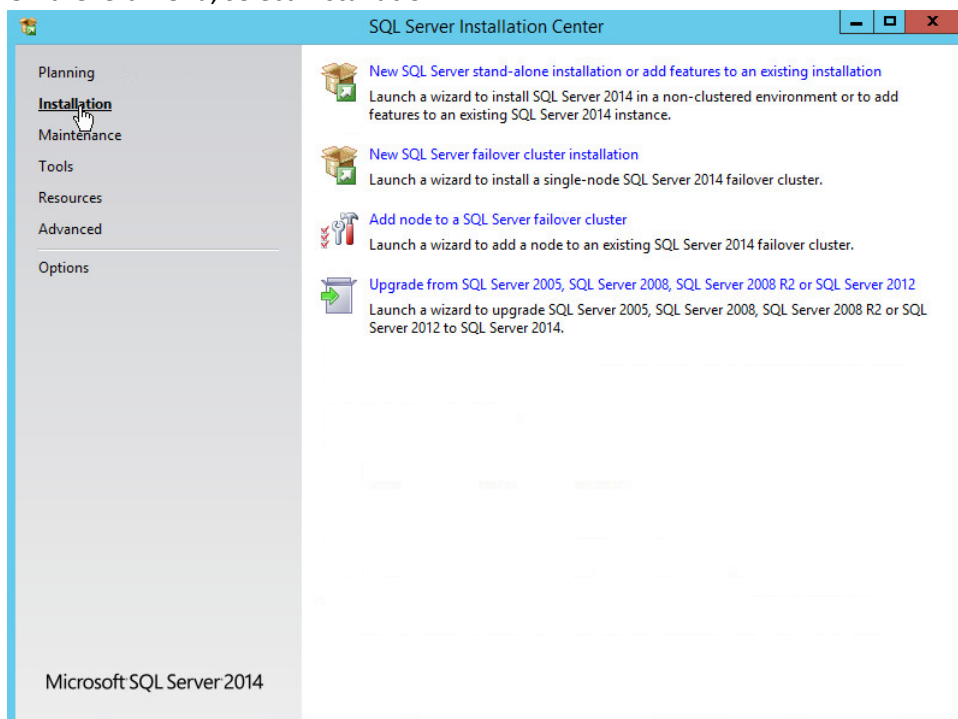 SQL Server Installation Center
Planning
Installation
Maintenance
Tools
Resources
Advanced
Options
New SQL Server stand-alone installation or add features to an existing installation
Launch a wizard to install SQL Server 2014 in a non-clustered environment or to add
features to an existing SQL Server 2014 instance.
New SQL Server failover cluster installation
Launch a wizard to install a single-node SQL Server 2014 failover cluster.
Add node to a SQL Server failover cluster
Launch a wizard to add a node to an existing SQL Server 2014 failover cluster.
Upgrade from SQL Server 2005, SQL Server 2008, SQL Server 2008 R2 or SQL Server 2012
Launch a wizard to upgrade SQL Server 2005, SQL Server 2008, SQL Server 2008 R2 or SQL
Server 2012 to SQL Server 2014.
Microsoft SQL Server 2014